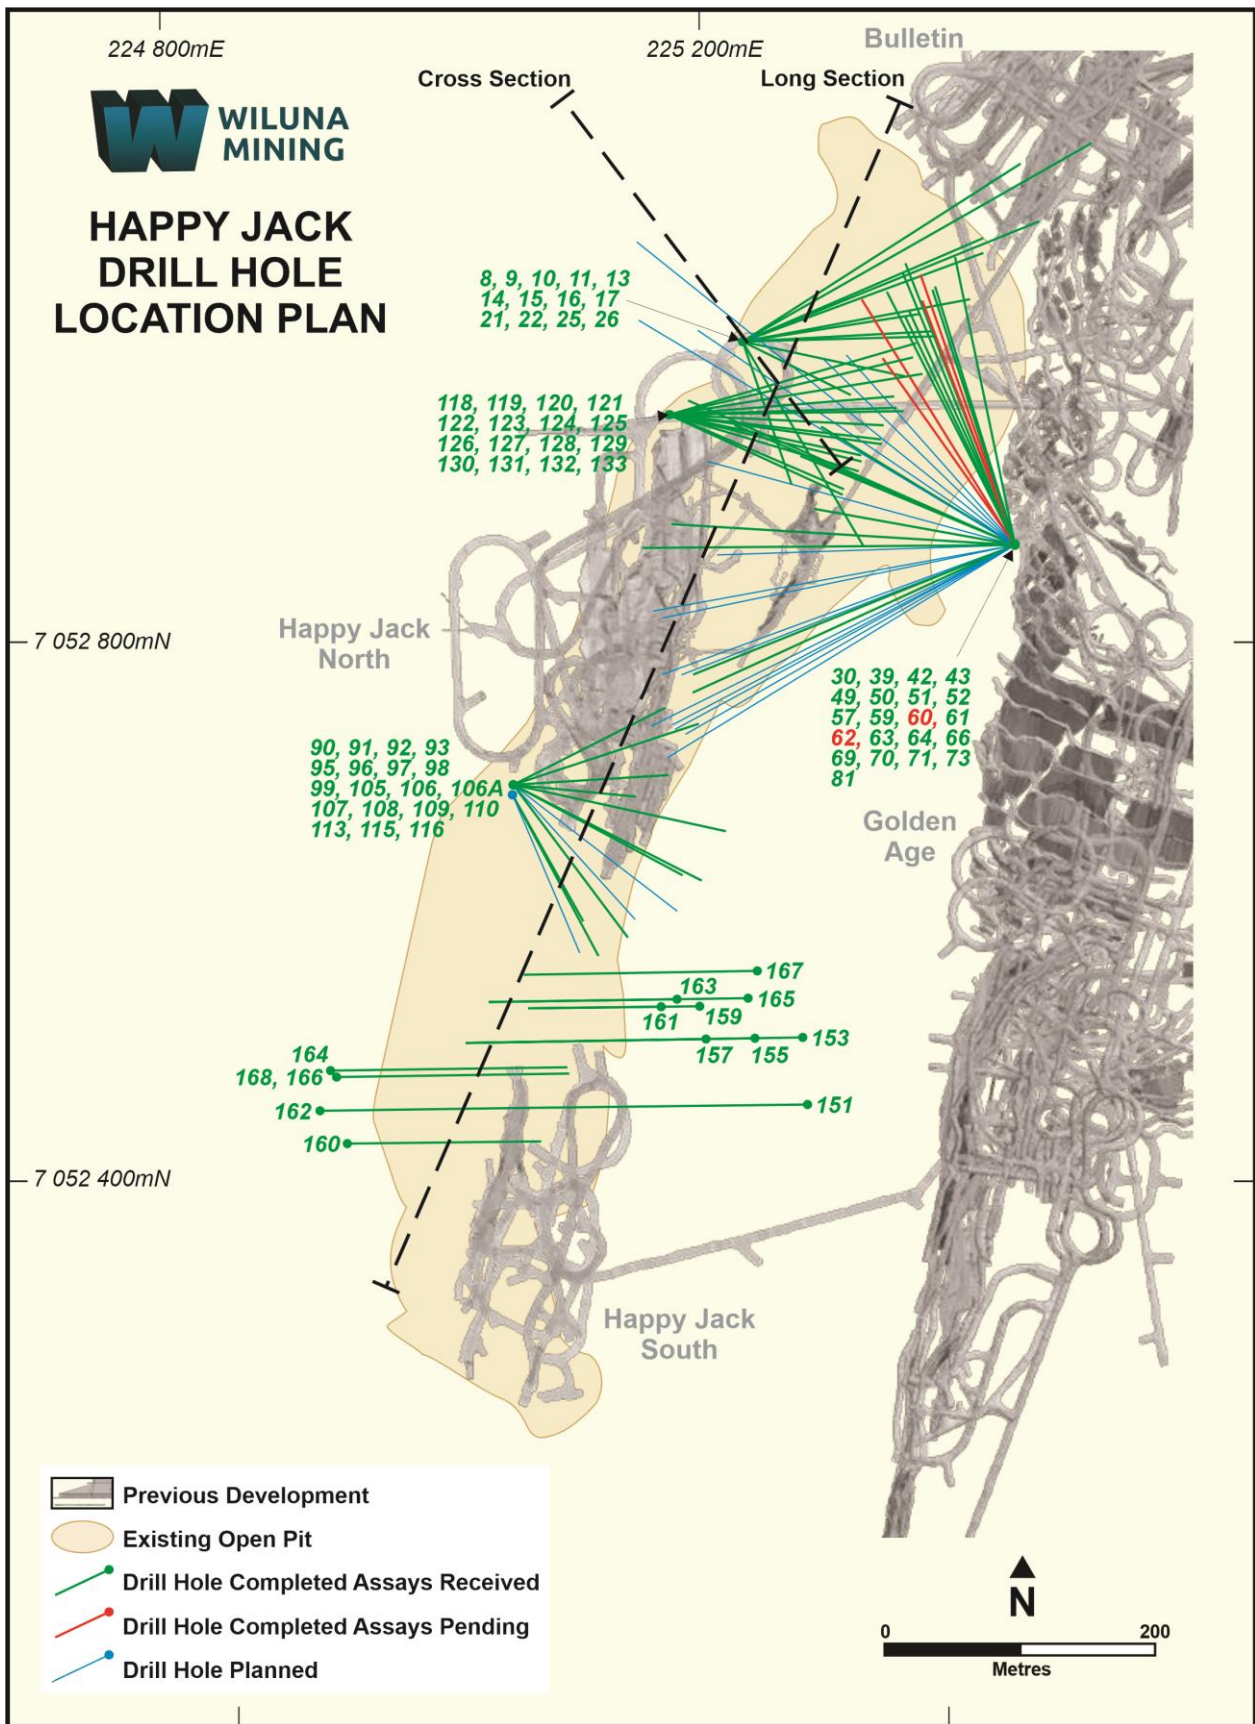 224 800mE
225 200mE
Bulletin
Cross Section
Long Section
W WILUNA
MINING
HAPPY JACK
DRILL HOLE
LOCATION PLAN
8, 9, 10, 11, 13
14, 15, 16, 17
21, 22, 25, 26
118, 119, 120, 121
122, 123, 124, 125
126, 127, 128, 129
130, 131, 132, 133
Happy Jack
North
7 052 800mN
30, 39, 42, 43
49, 50, 51, 52
57, 59, 60, 61
62, 63, 64, 66
69, 70, 71, 73
81
90, 91, 92, 93
95, 96, 97, 98
99, 105, 106, 106A
107, 108, 109, 110
113, 115, 116
Golden
Age
167
163
165
161
159
153
157
155
164
168, 166
162
151
160
7 052 400mN
Happy Jack
South
Previous Development
Existing Open Pit
Drill Hole Completed Assays Received
Drill Hole Completed Assays Pending
Drill Hole Planned
N
0
200
Metres